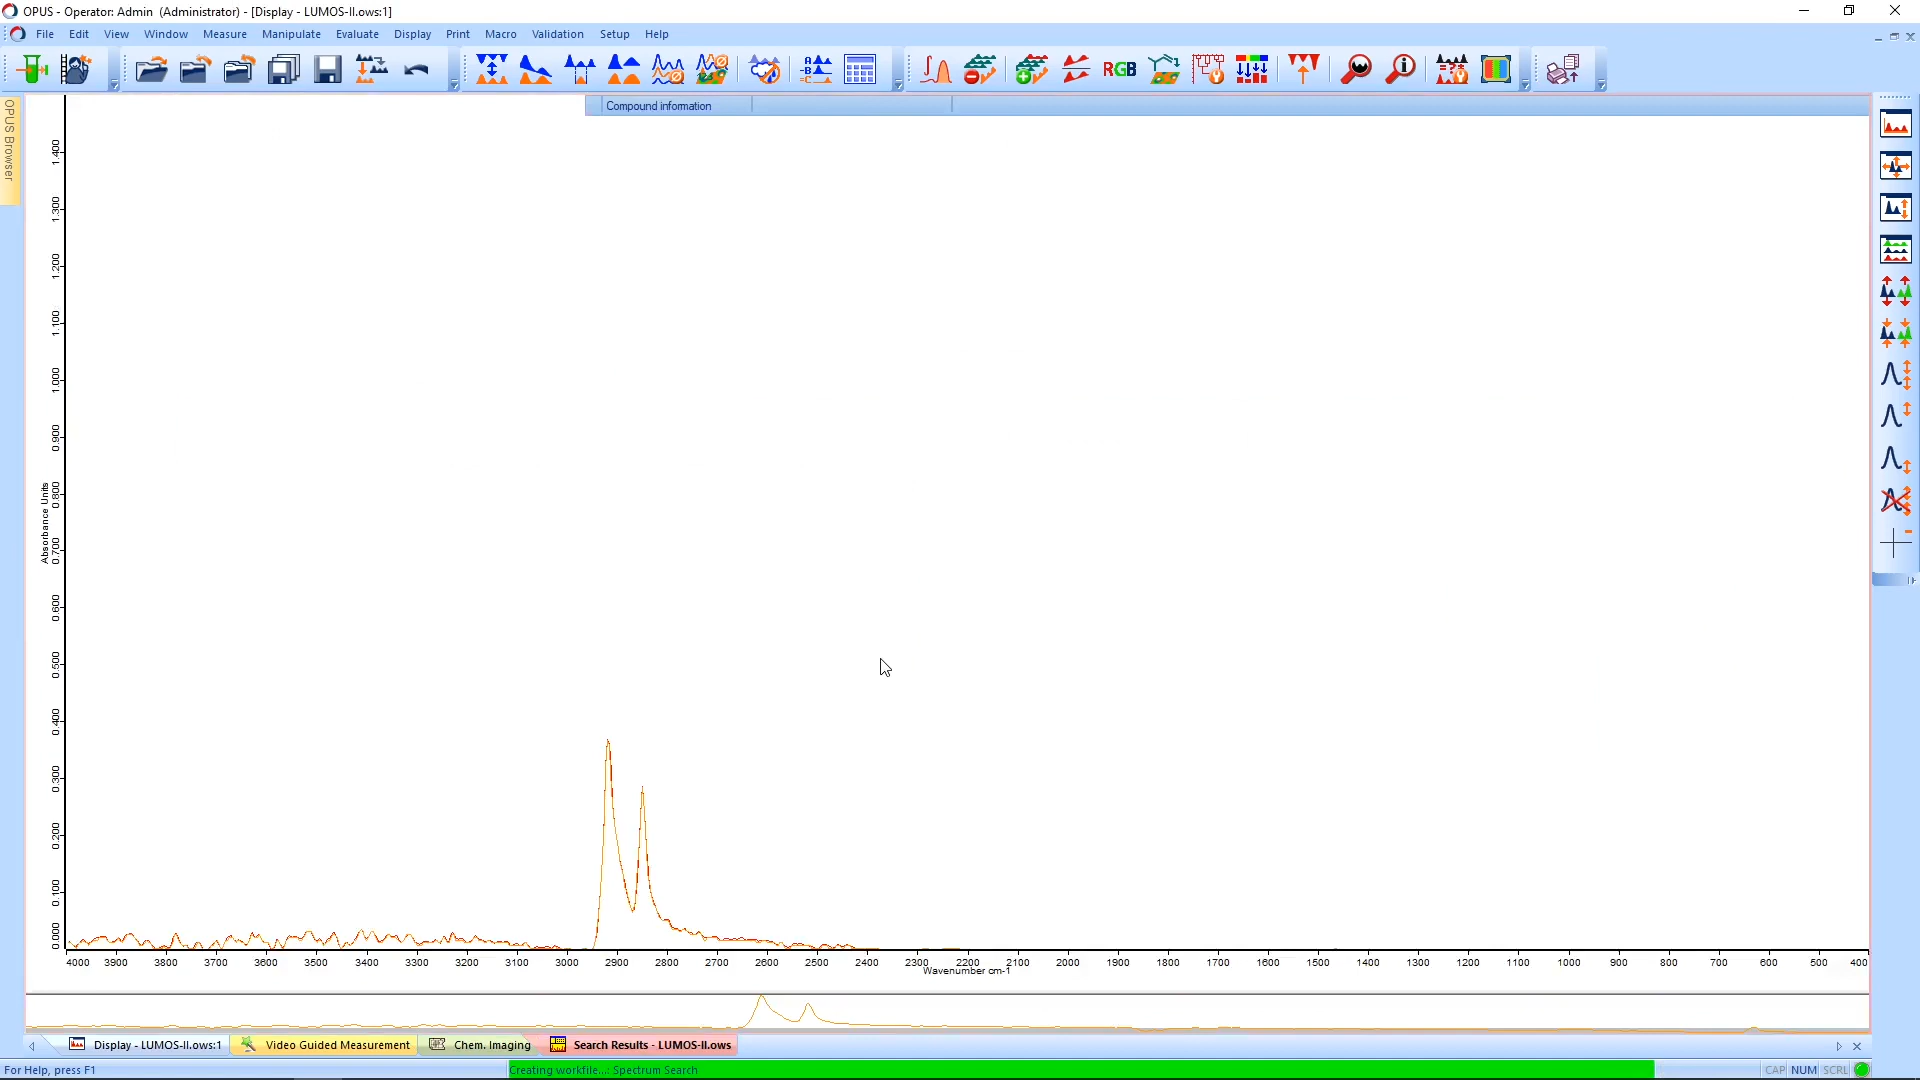 OPUS - Operator: Admin (Administrator) - [Display - LUMOS-II.ows:1]
File Edit View Window Measure Manipulate Evaluate Display Print Macro Validation Setup Help
RGB
OPUS Browser
Compound information
1.400
1.300
1.200
1.100
1.000
0.900
0.800
0.700
0.600
0.500
0.400
0.300
0.200
0.100
0.000
Absorbance Units
4000 3900 3800 3700 3600 3500 3400 3300 3200 3100 3000 2900 2800 2700 2600 2500 2400 2300 2200 2100 2000 1900 1800 1700 1600 1500 1400 1300 1200 1100 1000 900 800 700 600 500 400
Wavenumber cm-1
Display - LUMOS-II.ows:1 Video Guided Measurement Chem. Imaging Search Results - LUMOS-II.ows
For Help, press F1 Creating workfile...: Spectrum Search CAP NUM SCRL